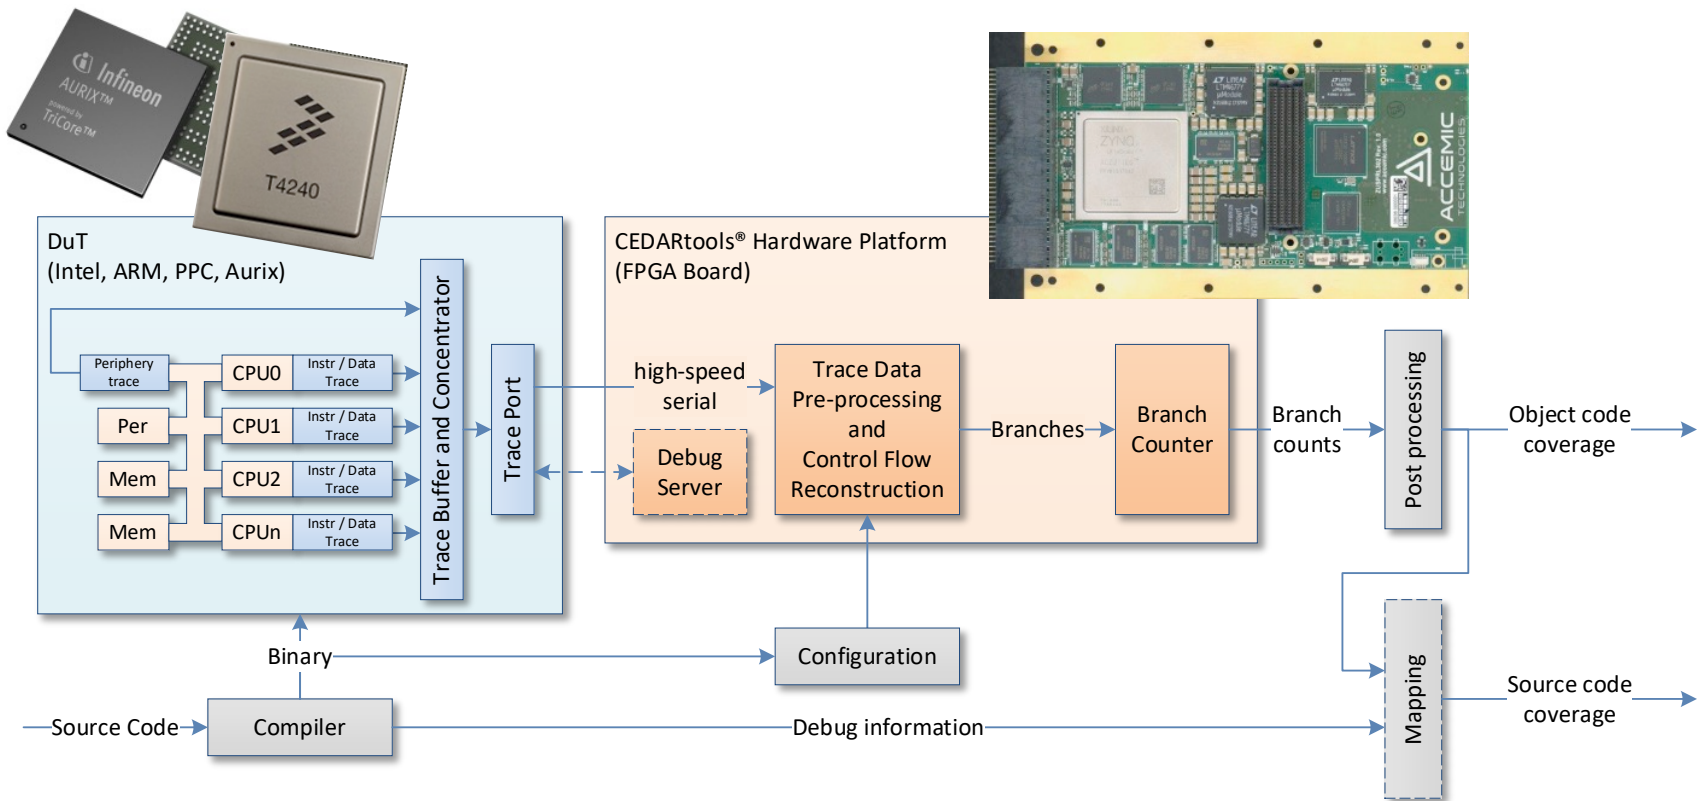 Infineon
AURIX™
powered by
TriCore™
T4240
ZYNQ
ACCEMIC
TECHNOLOGIES
DuT
(Intel, ARM, PPC, Aurix)
CEDARtools® Hardware Platform
(FPGA Board)
Periphery
trace
CPU0
Instr / Data
Trace
Per
CPU1
Instr / Data
Trace
Mem
CPU2
Instr / Data
Trace
Mem
CPUn
Instr / Data
Trace
Trace Buffer and Concentrator
Trace Port
high-speed
serial
Debug
Server
Trace Data
Pre-processing
and
Control Flow
Reconstruction
Branches
Branch
Counter
Branch
counts
Post processing
Object code
coverage
Binary
Configuration
Source Code
Compiler
Debug information
Mapping
Source code
coverage